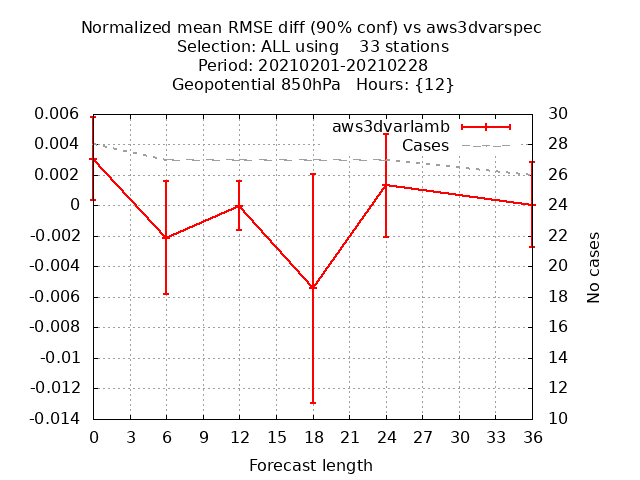 Normalized mean RMSE diff (90% conf) vs aws3dvarspec
Selection: ALL using    33 stations
Period: 20210201-20210228
Geopotential 850hPa   Hours: {12}
aws3dvarlamb
Cases
0.006
0.004
0.002
0
-0.002
-0.004
-0.006
-0.008
-0.01
-0.012
-0.014
30
28
26
24
22
20
18
16
14
12
10
No cases
0 3 6 9 12 15 18 21 24 27 30 33 36
Forecast length